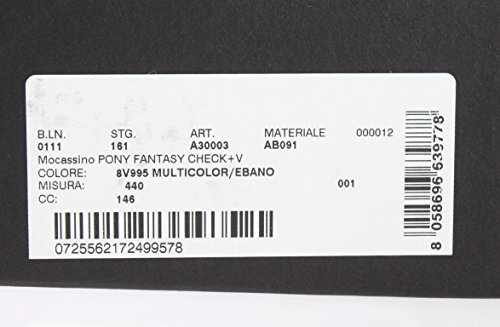 B.LN. STG. ART. MATERIALE 000012
0111 161 A30003 AB091
Mocassino PONY FANTASY CHECK+V
COLORE: 8V995 MULTICOLOR/EBANO
MISURA: 440 001
CC: 146
0725562172499578
8 058696 639778